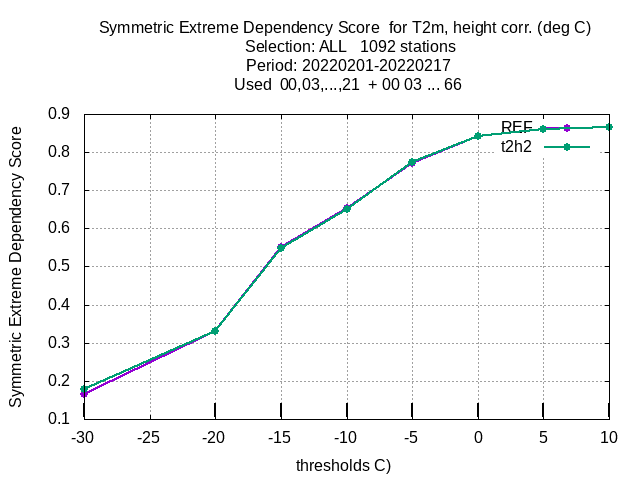 Symmetric Extreme Dependency Score  for T2m, height corr. (deg C)
Selection: ALL   1092 stations
Period: 20220201-20220217
Used  00,03,...,21  + 00 03 ... 66
Symmetric Extreme Dependency Score
0.9
0.8
0.7
0.6
0.5
0.4
0.3
0.2
0.1
REF
t2h2
-30 -25 -20 -15 -10 -5 0 5 10
thresholds C)